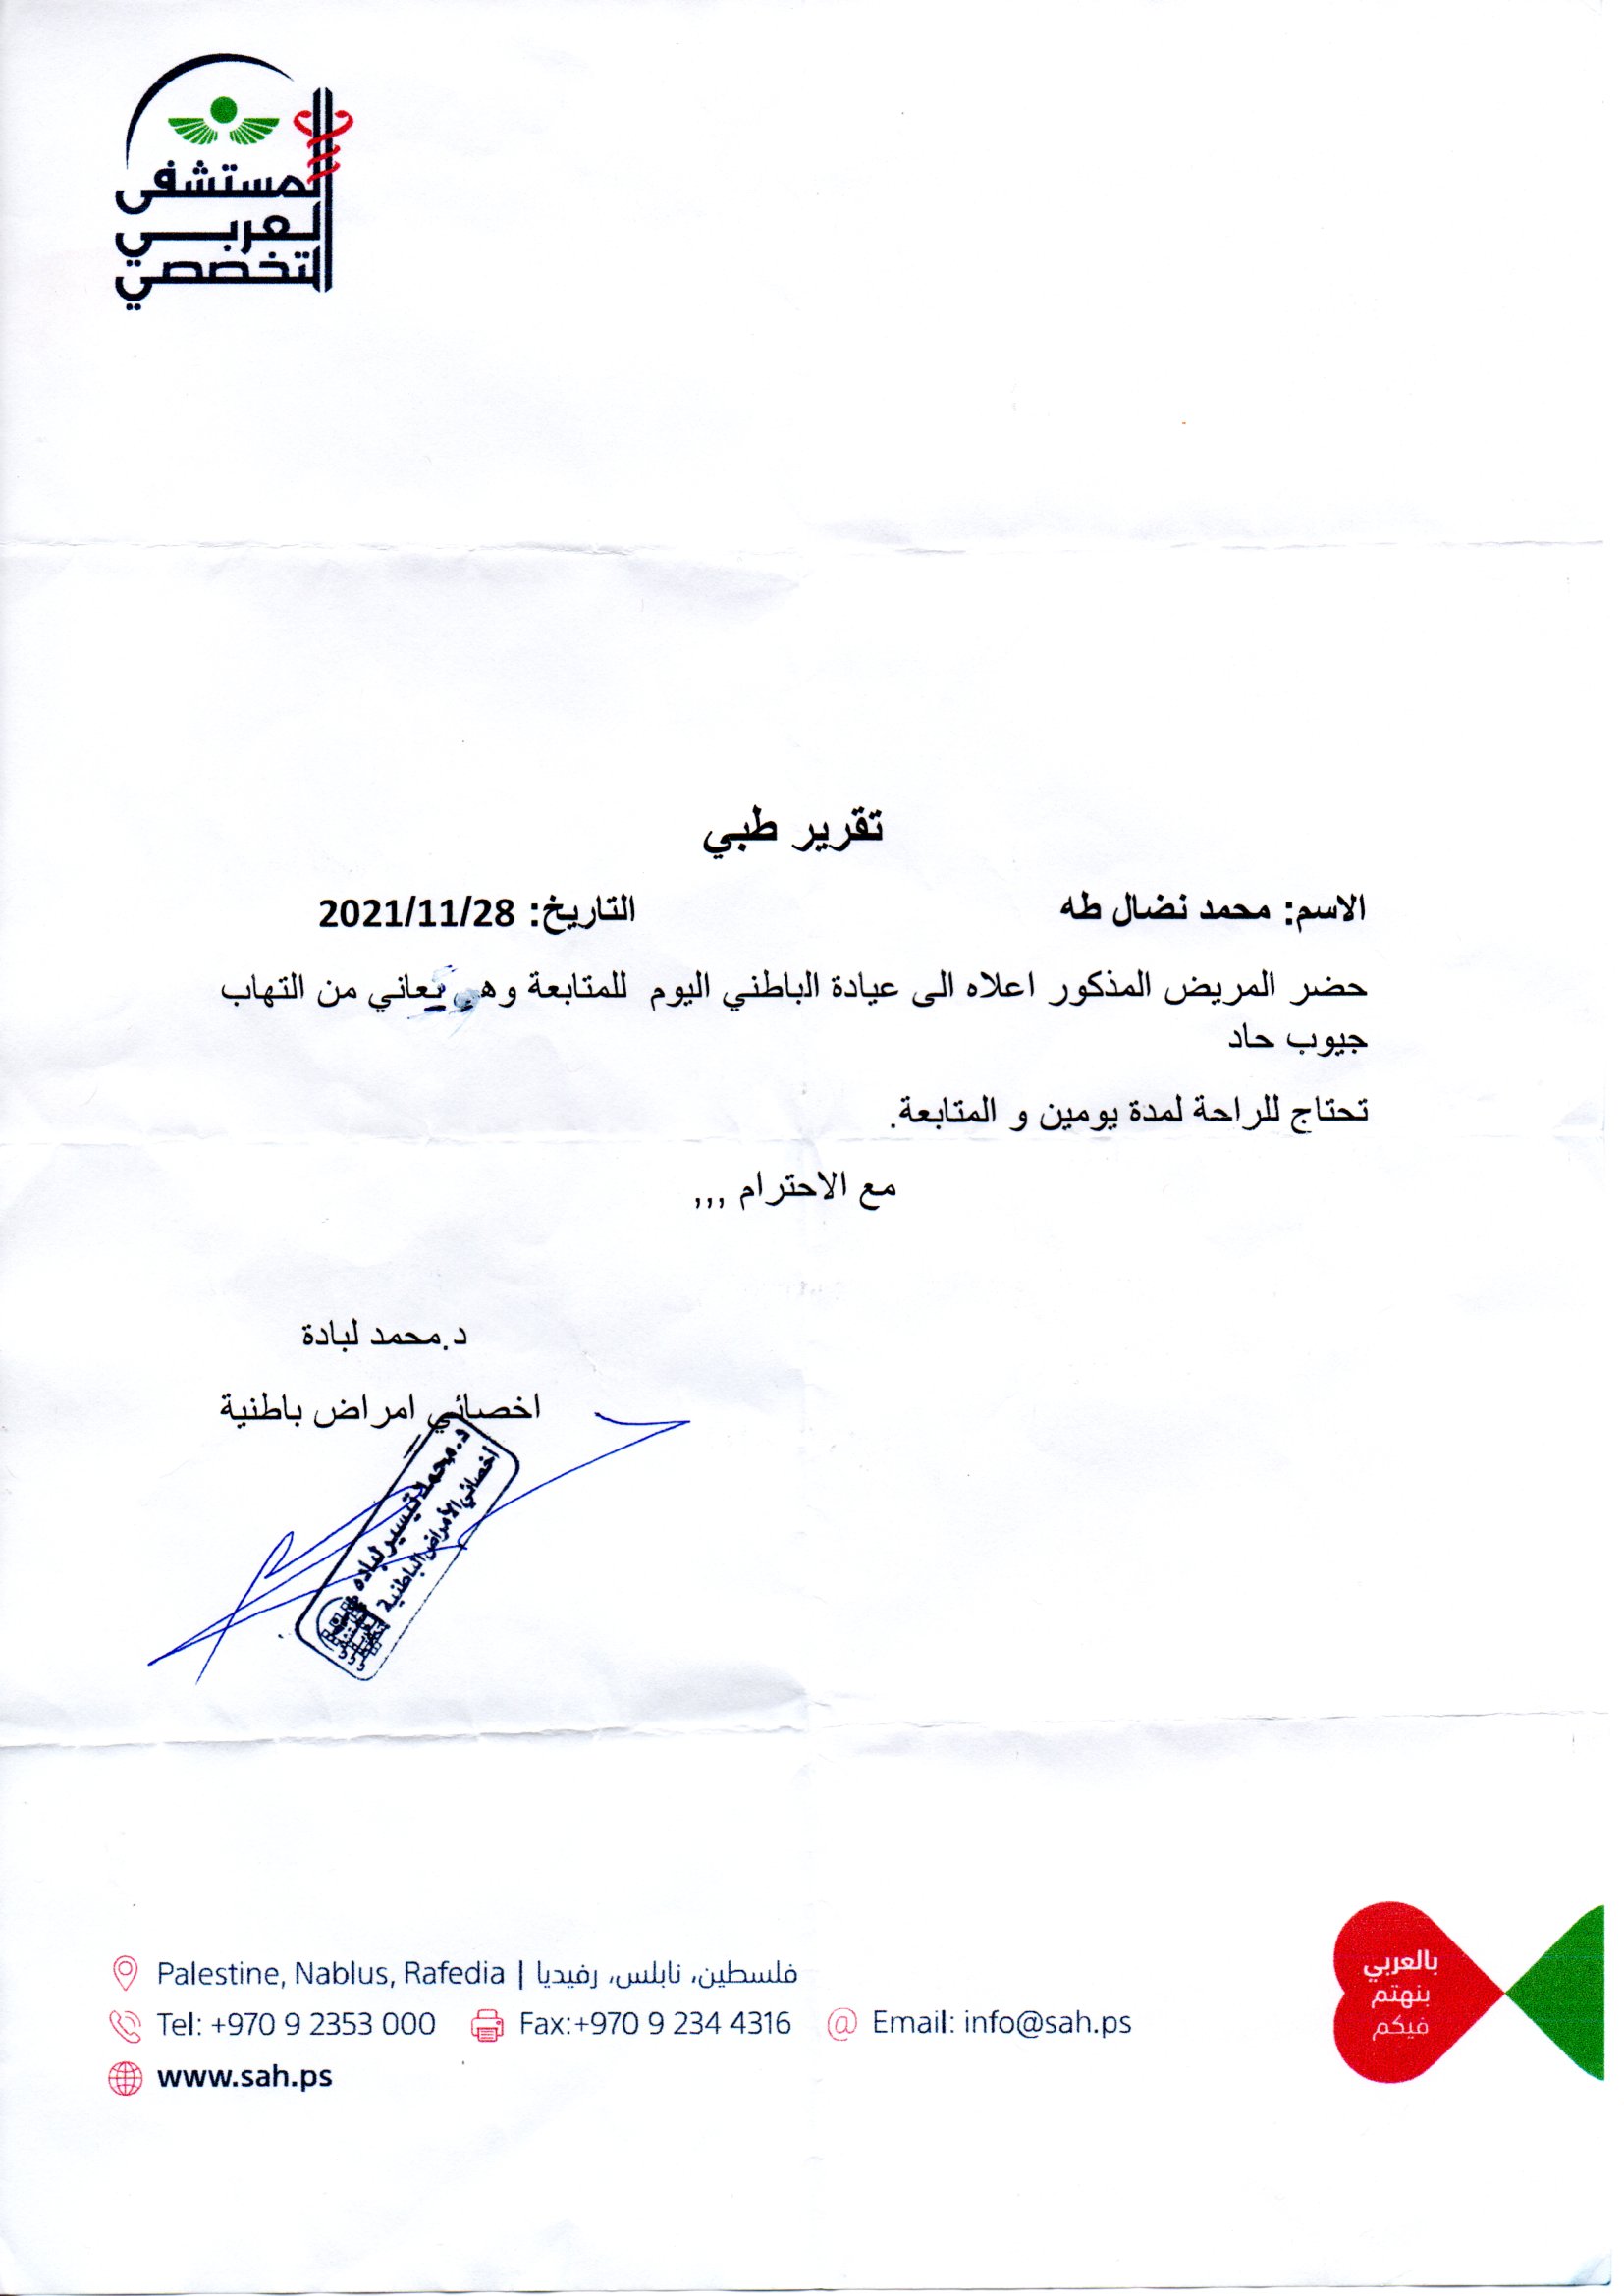 المستشفى
العربي
التخصصي
تقرير طبي
الاسم: محمد نضال طه التاريخ: 2021/11/28
حضر المريض المذكور اعلاه الى عيادة الباطني اليوم للمتابعة وهو يعاني من التهاب
جيوب حاد
تحتاج للراحة لمدة يومين و المتابعة.
مع الاحترام ,,,
د.محمد لبادة
اخصائي امراض باطنية
د. محمد تيسير لباده
إخصائي الأمراض الباطنية
Palestine, Nablus, Rafedia | فلسطين، نابلس، رفيديا
Tel: +970 9 2353 000 Fax:+970 9 234 4316 @ Email: info@sah.ps
www.sah.ps
بالعربي
بنهتم
فيكم